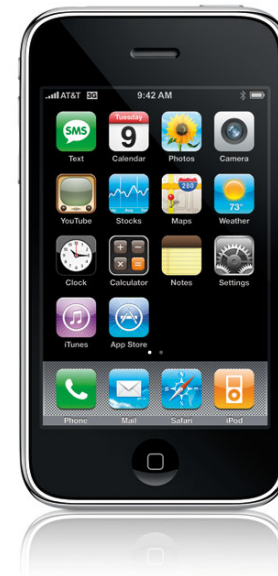 AT&T 3G 9:42 AM
SMS Tuesday 9
Text Calendar Photos Camera
280 73°
YouTube Stocks Maps Weather
Clock Calculator Notes Settings
iTunes App Store
Phone Mail Safari iPod